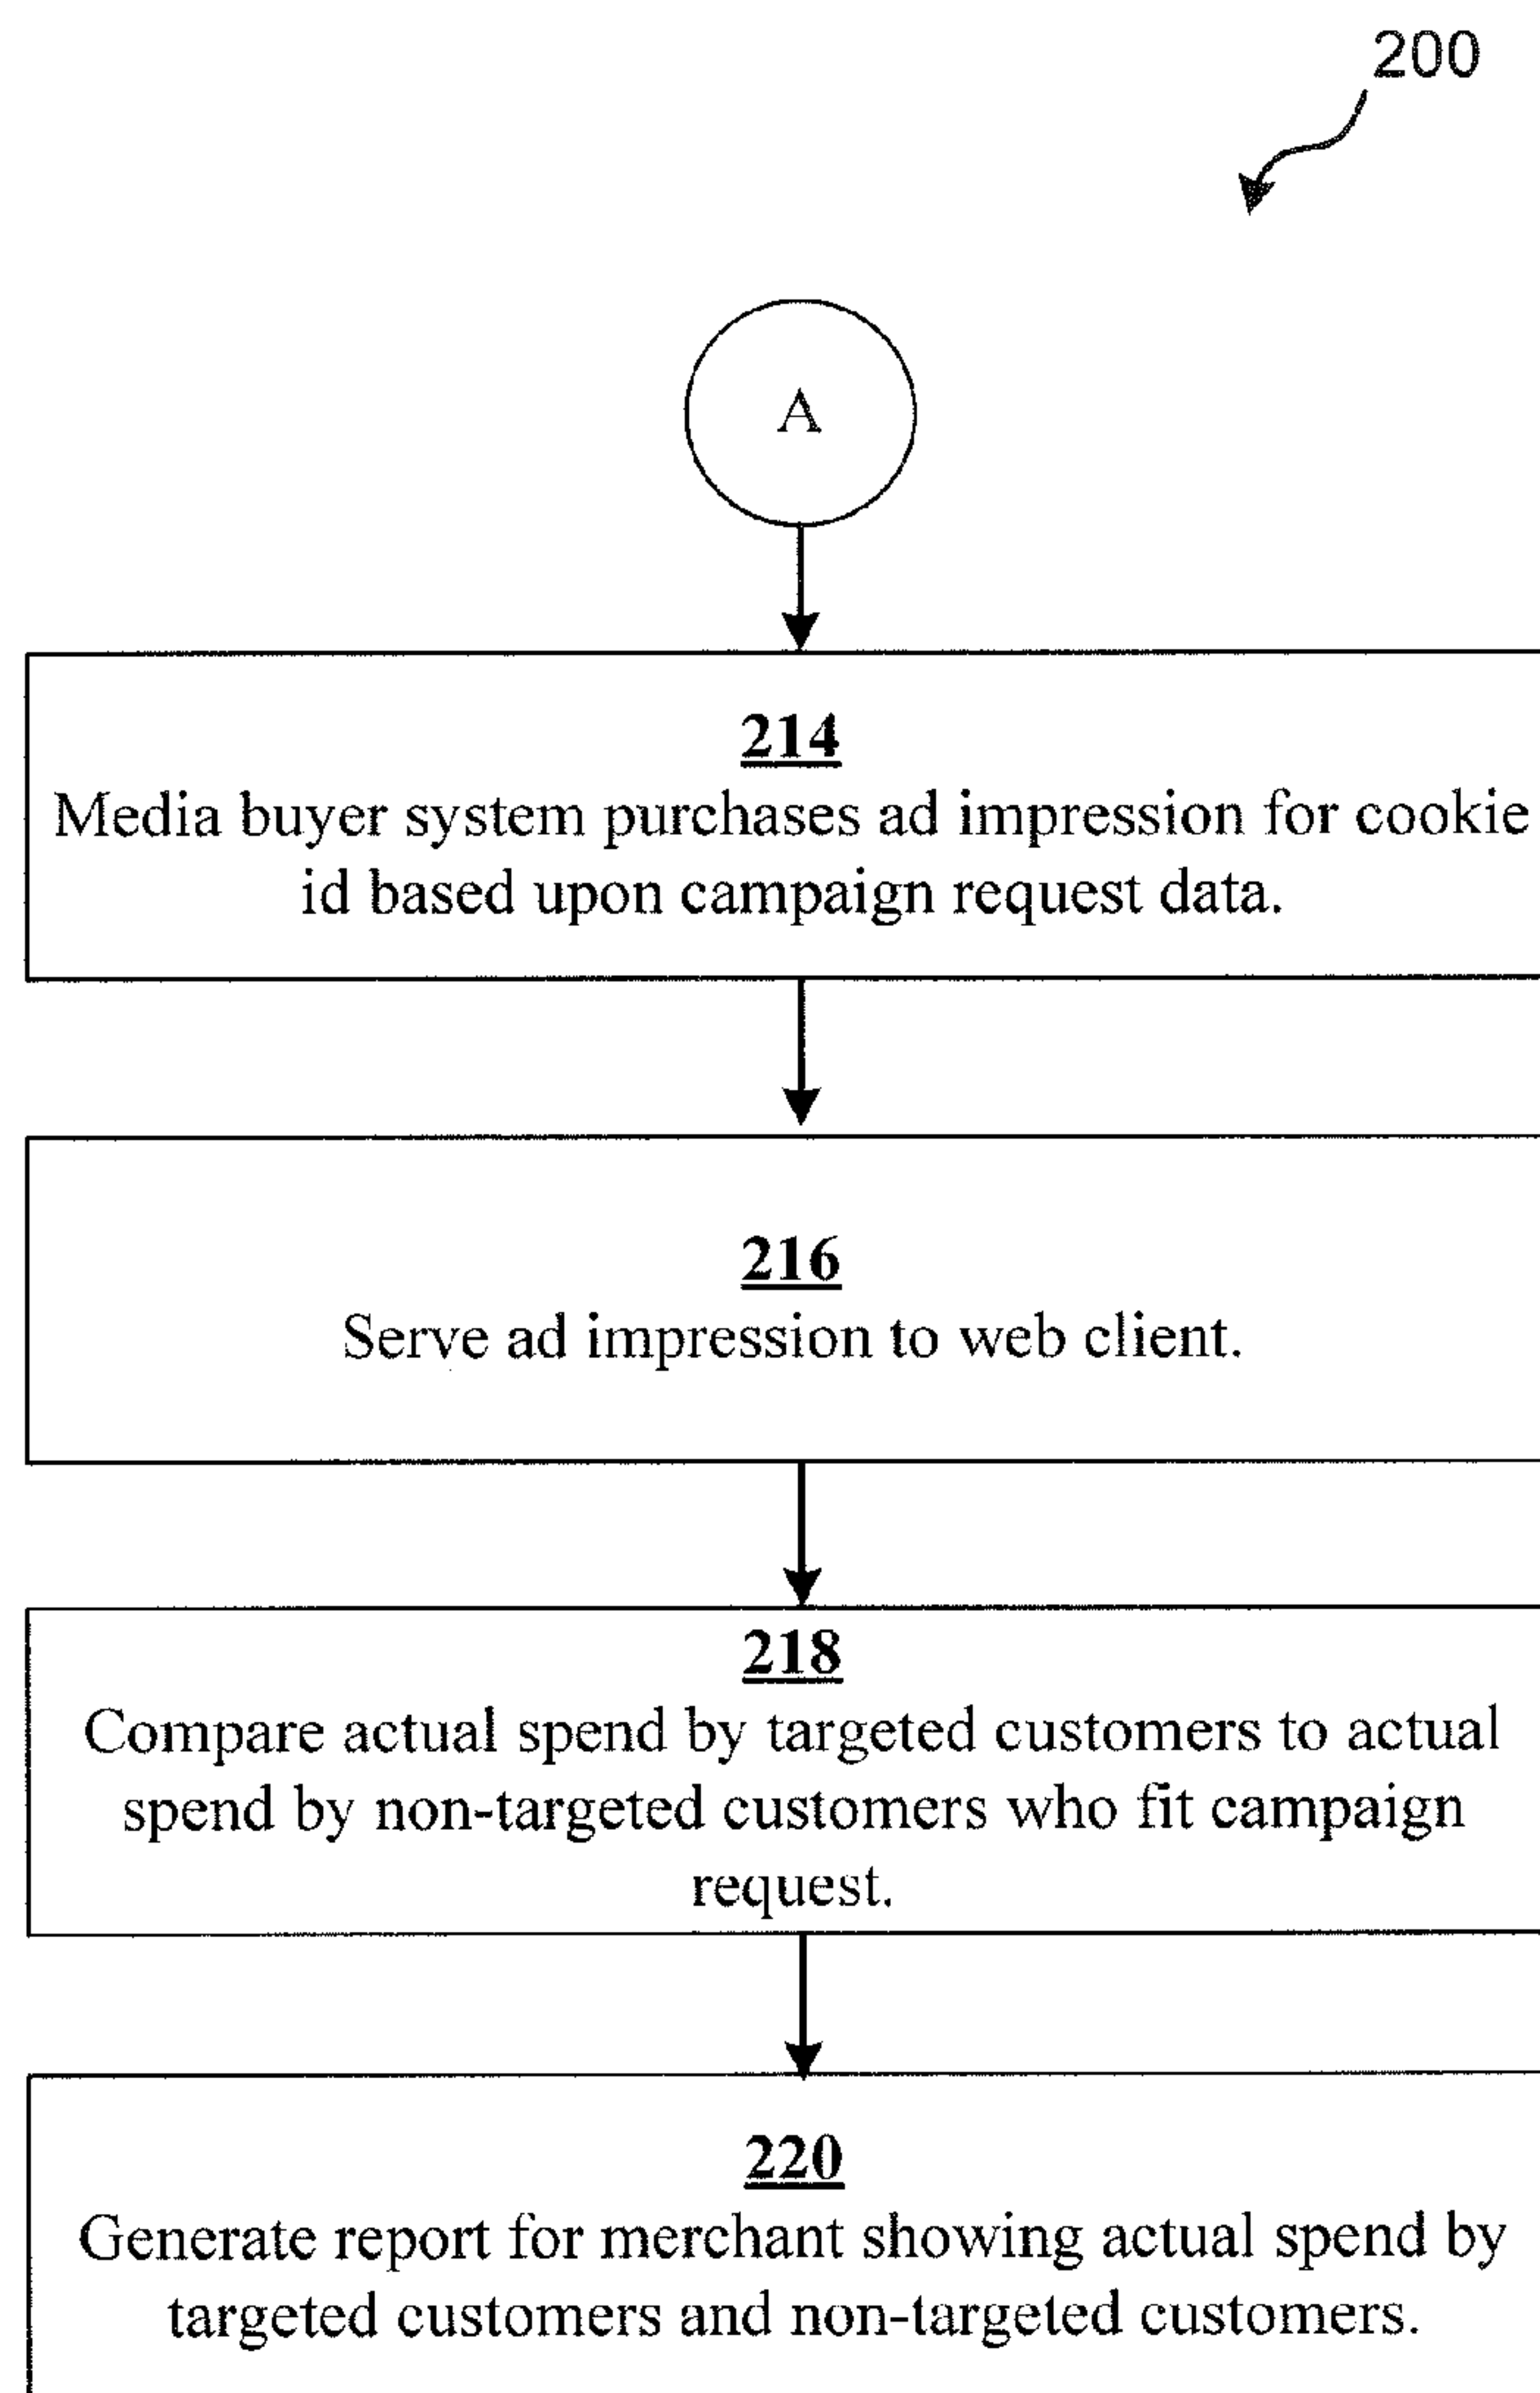 200
A
214
Media buyer system purchases ad impression for cookie
id based upon campaign request data.
216
Serve ad impression to web client.
218
Compare actual spend by targeted customers to actual
spend by non-targeted customers who fit campaign
request.
220
Generate report for merchant showing actual spend by
targeted customers and non-targeted customers.